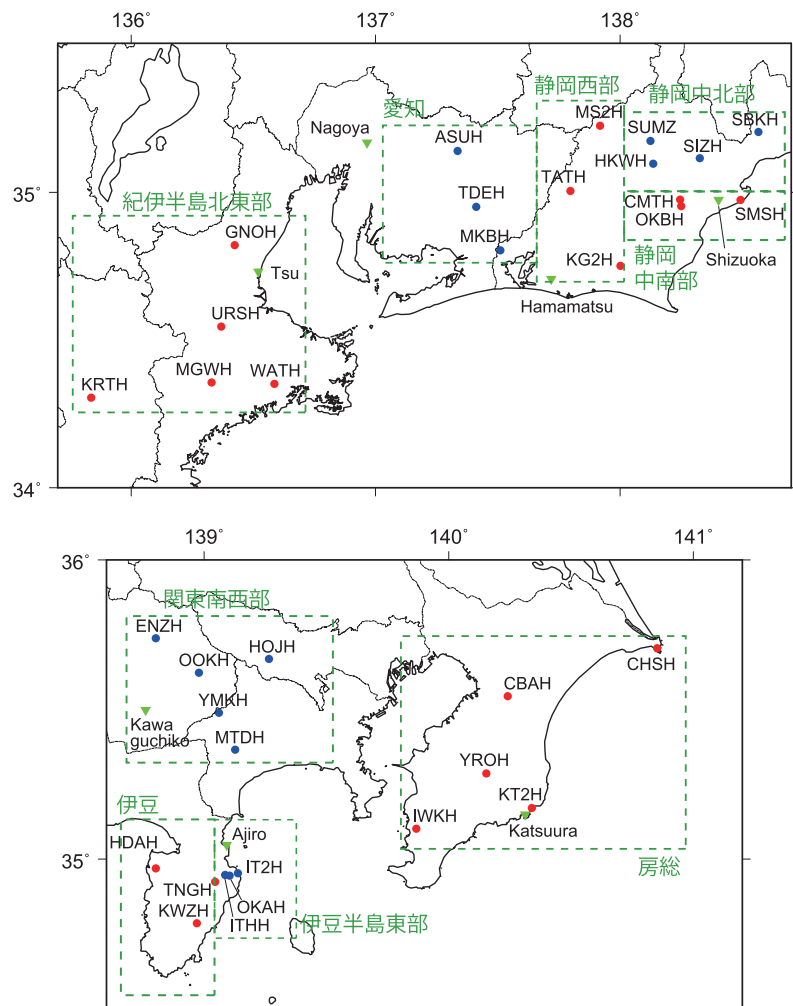 136˚
137˚
138˚
静岡西部
静岡中北部
愛知
MS2H
SBKH
Nagoya
ASUH
SUMZ
SIZH
HKWH
35˚
TATH
紀伊半島北東部
TDEH
CMTH
OKBH
SMSH
GNOH
MKBH
Tsu
KG2H
静岡
中南部
Shizuoka
Hamamatsu
URSH
MGWH
WATH
KRTH
34˚
139˚
140˚
141˚
36˚
関東南西部
ENZH
HOJH
OOKH
CHSH
CBAH
YMKH
Kawa
guchiko
MTDH
YROH
KT2H
伊豆
IWKH
Katsuura
HDAH
Ajiro
35˚
IT2H
房総
TNGH
OKAH
KWZH
ITHH
伊豆半島東部